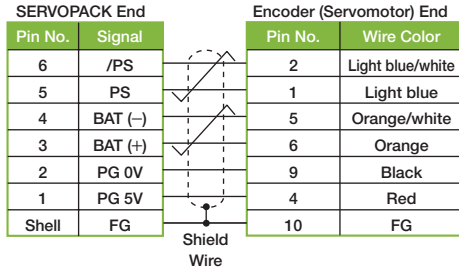 SERVOPACK End Encoder (Servomotor) End
Pin No. Signal Pin No. Wire Color
6 /PS 2 Light blue/white
5 PS 1 Light blue
4 BAT (−) 5 Orange/white
3 BAT (+) 6 Orange
2 PG 0V 9 Black
1 PG 5V 4 Red
Shell FG 10 FG
Shield
Wire